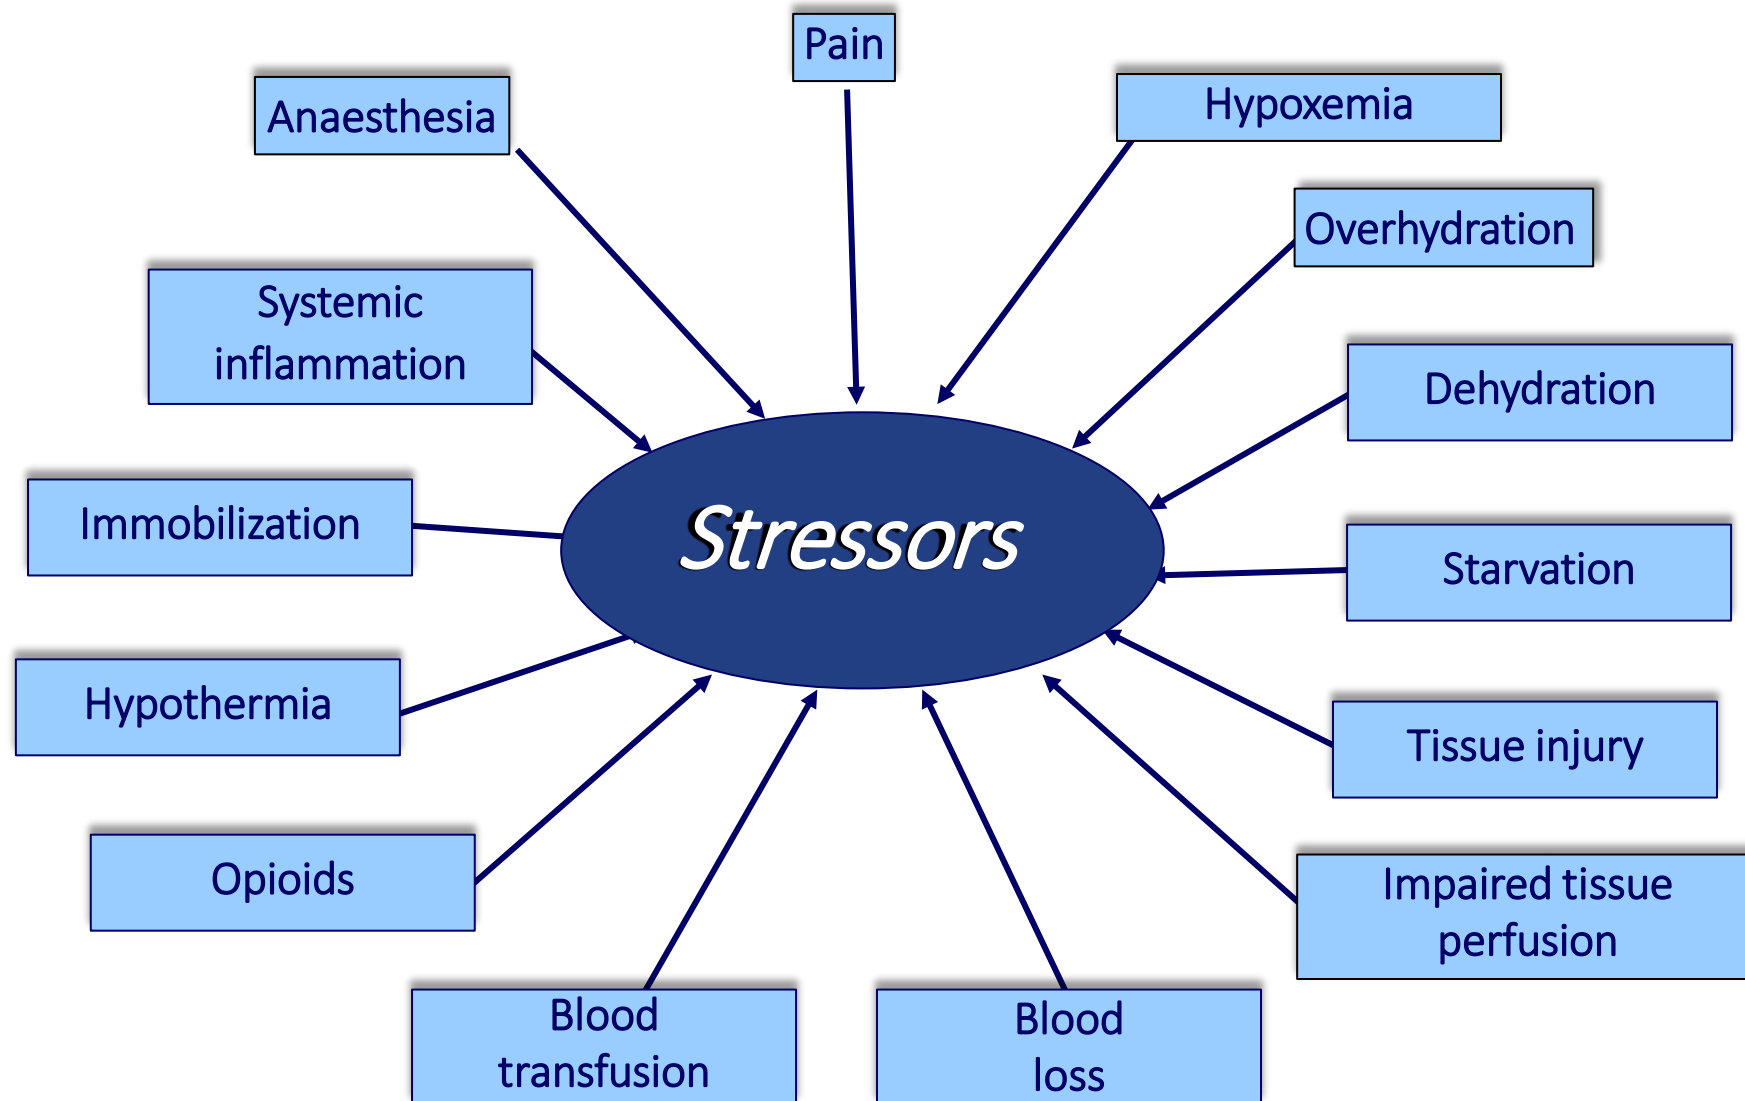 Pain
Anaesthesia
Hypoxemia
Overhydration
Systemic
inflammation
Dehydration
Immobilization
Stressors
Starvation
Hypothermia
Tissue injury
Opioids
Impaired tissue
perfusion
Blood
transfusion
Blood
loss